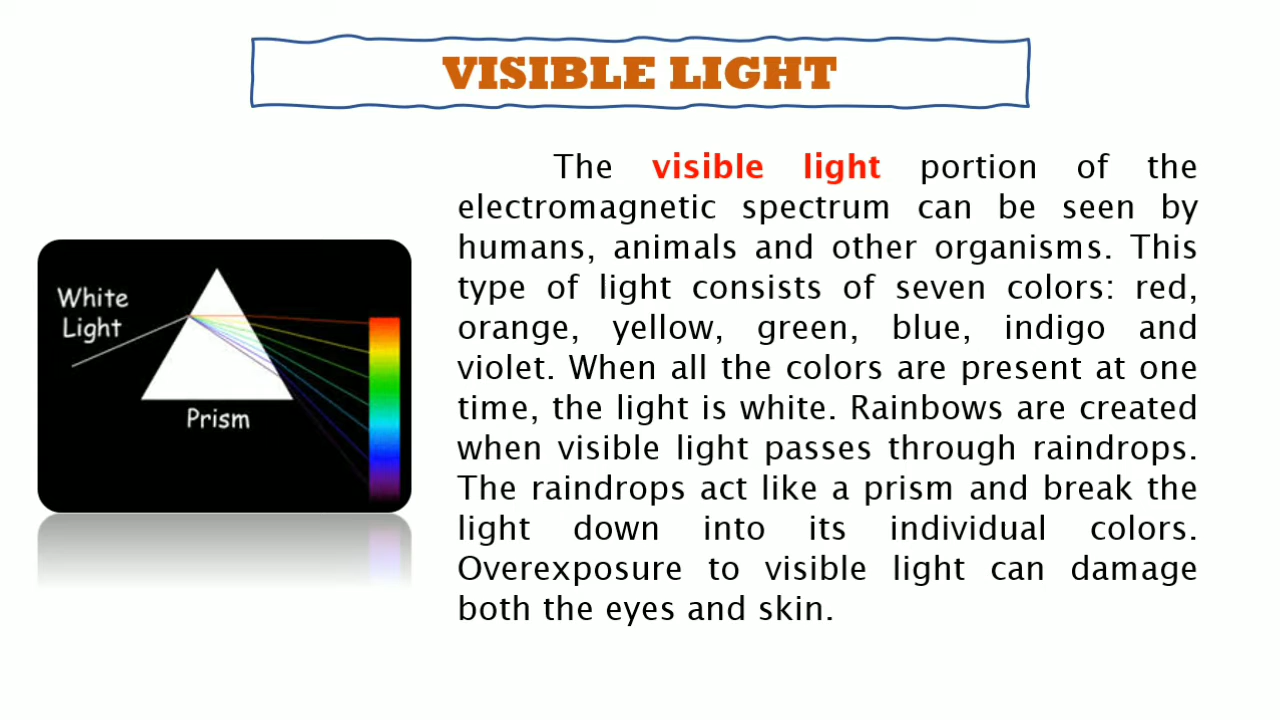 VISIBLE LIGHT
The visible light portion of the
electromagnetic spectrum can be seen by
humans, animals and other organisms. This
type of light consists of seven colors: red,
orange, yellow, green, blue, indigo and
violet. When all the colors are present at one
time, the light is white. Rainbows are created
when visible light passes through raindrops.
The raindrops act like a prism and break the
light down into its individual colors.
Overexposure to visible light can damage
both the eyes and skin.
White
Light
Prism